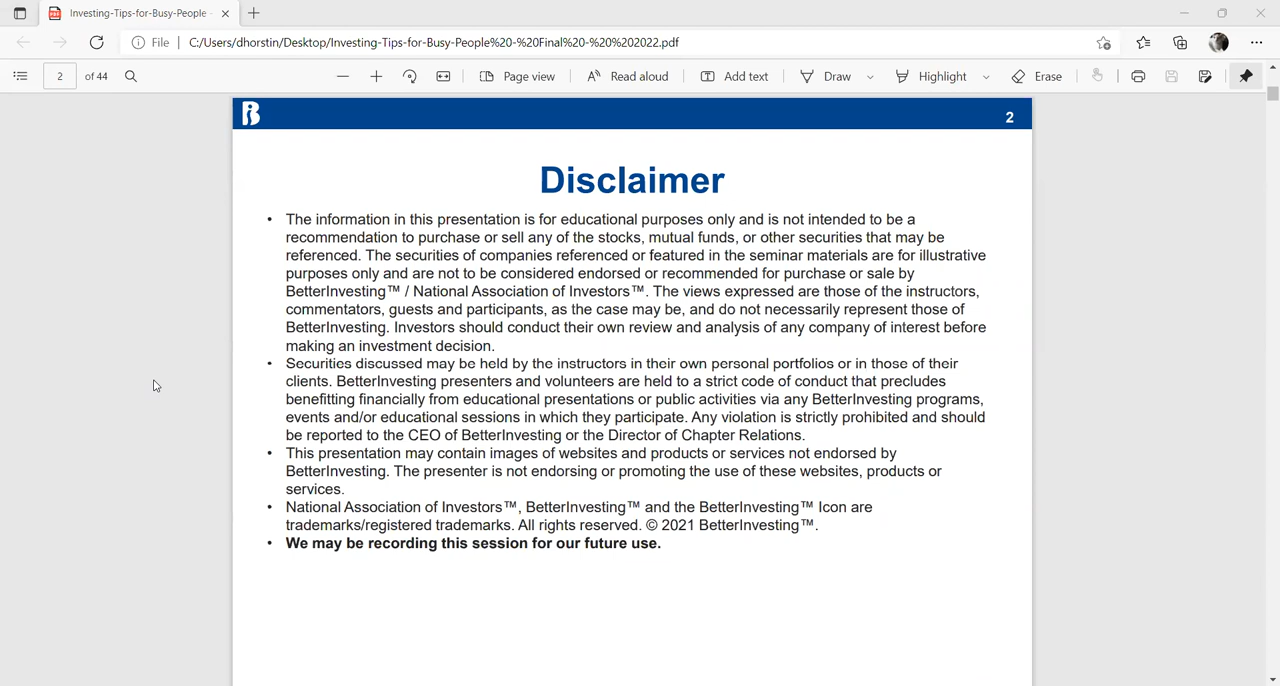 Investing-Tips-for-Busy-People -
File
C:/Users/dhorstin/Desktop/Investing-Tips-for-Busy-People%20-%20Final%20-%20%202022.pdf
2 of 44
Page view
Read aloud
Add text
Draw
Highlight
Erase
2
Disclaimer
• The information in this presentation is for educational purposes only and is not intended to be a
recommendation to purchase or sell any of the stocks, mutual funds, or other securities that may be
referenced. The securities of companies referenced or featured in the seminar materials are for illustrative
purposes only and are not to be considered endorsed or recommended for purchase or sale by
BetterInvesting™ / National Association of Investors™. The views expressed are those of the instructors,
commentators, guests and participants, as the case may be, and do not necessarily represent those of
BetterInvesting. Investors should conduct their own review and analysis of any company of interest before
making an investment decision.
• Securities discussed may be held by the instructors in their own personal portfolios or in those of their
clients. BetterInvesting presenters and volunteers are held to a strict code of conduct that precludes
benefitting financially from educational presentations or public activities via any BetterInvesting programs,
events and/or educational sessions in which they participate. Any violation is strictly prohibited and should
be reported to the CEO of BetterInvesting or the Director of Chapter Relations.
• This presentation may contain images of websites and products or services not endorsed by
BetterInvesting. The presenter is not endorsing or promoting the use of these websites, products or
services.
• National Association of Investors™, BetterInvesting™ and the BetterInvesting™ Icon are
trademarks/registered trademarks. All rights reserved. © 2021 BetterInvesting™.
• We may be recording this session for our future use.